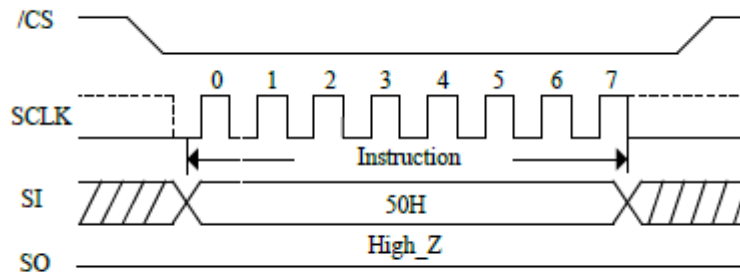 /CS
0 1 2 3 4 5 6 7
SCLK
Instruction
SI
50H
High_Z
SO